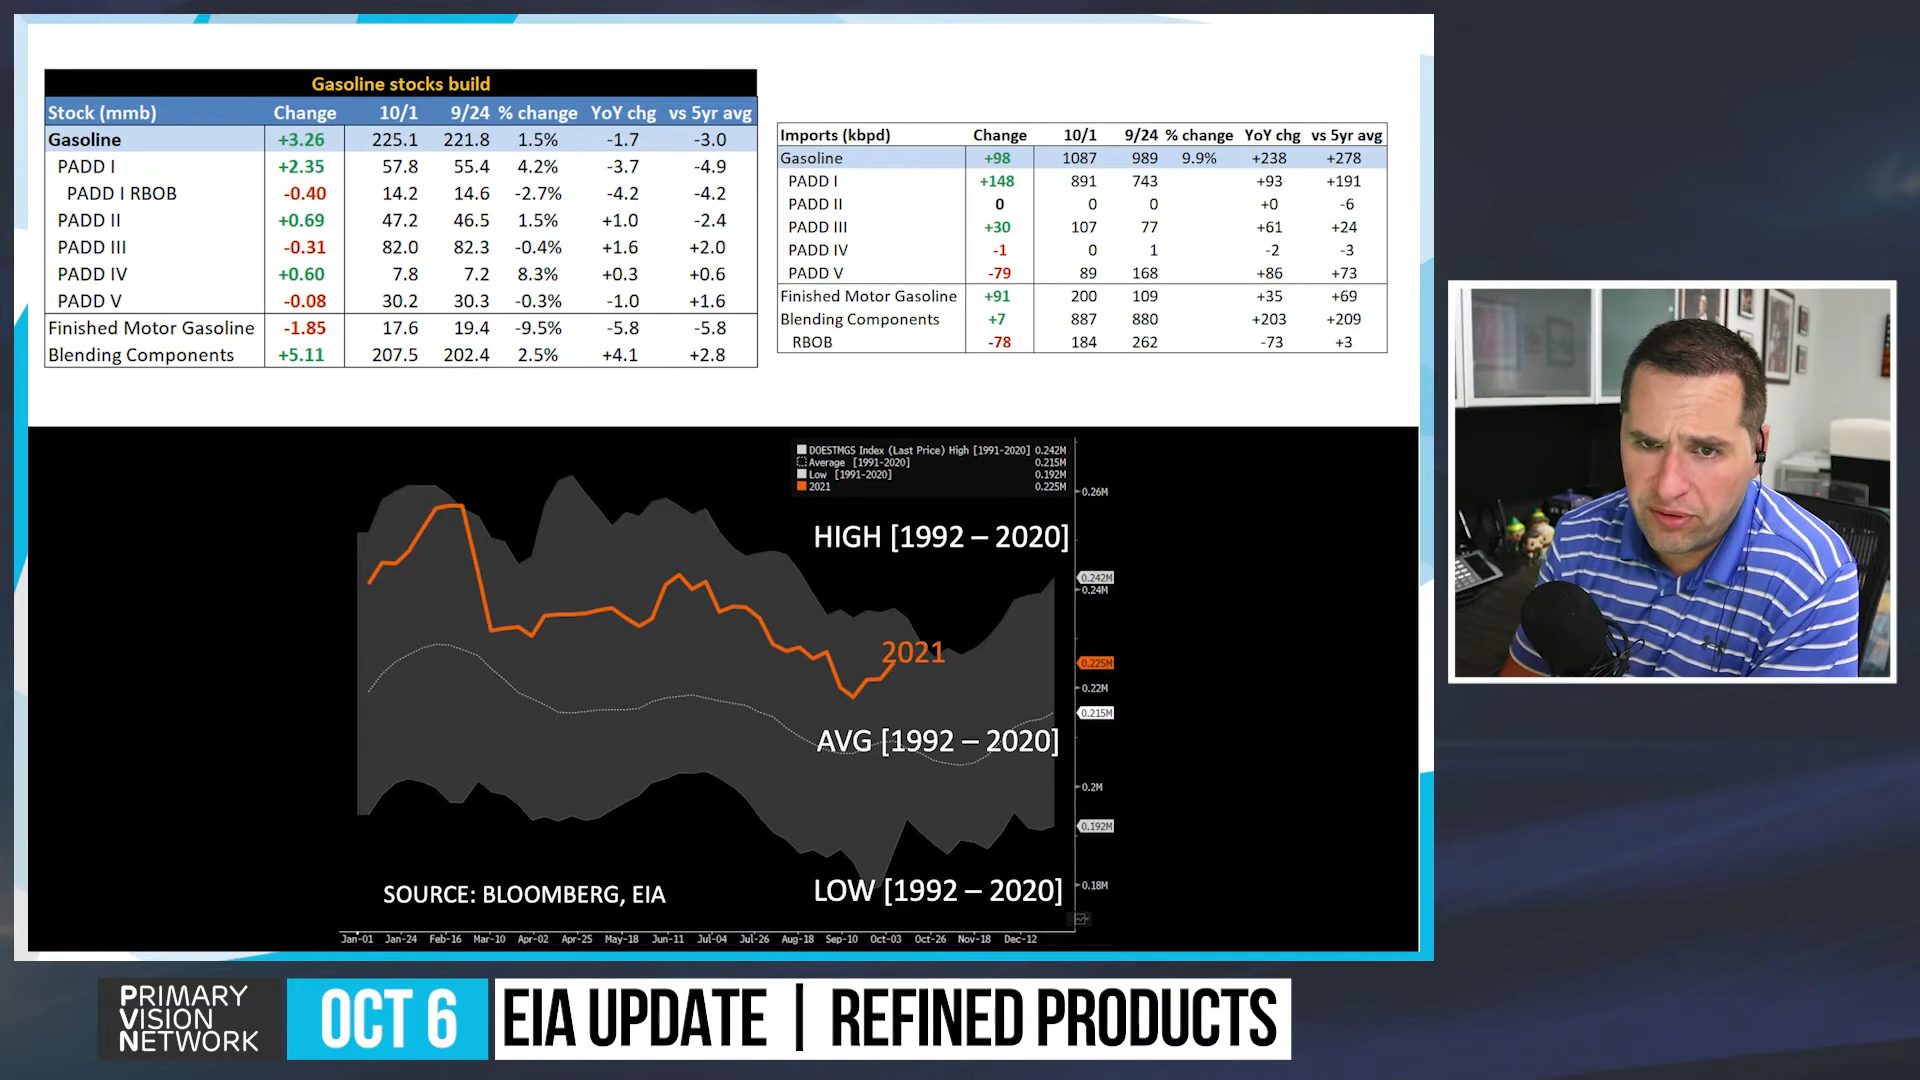 Gasoline stocks build
Stock (mmb) Change 10/1 9/24 % change YoY chg vs 5yr avg
Gasoline +3.26 225.1 221.8 1.5% -1.7 -3.0
PADD I +2.35 57.8 55.4 4.2% -3.7 -4.9
PADD I RBOB -0.40 14.2 14.6 -2.7% -4.2 -4.2
PADD II +0.69 47.2 46.5 1.5% +1.0 -2.4
PADD III -0.31 82.0 82.3 -0.4% +1.6 +2.0
PADD IV +0.60 7.8 7.2 8.3% +0.3 +0.6
PADD V -0.08 30.2 30.3 -0.3% -1.0 +1.6
Finished Motor Gasoline -1.85 17.6 19.4 -9.5% -5.8 -5.8
Blending Components +5.11 207.5 202.4 2.5% +4.1 +2.8
Imports (kbpd) Change 10/1 9/24 % change YoY chg vs 5yr avg
Gasoline +98 1087 989 9.9% +238 +278
PADD I +148 891 743 +93 +191
PADD II 0 0 0 +0 -6
PADD III +30 107 77 +61 +24
PADD IV -1 0 1 -2 -3
PADD V -79 89 168 +86 +73
Finished Motor Gasoline +91 200 109 +35 +69
Blending Components +7 887 880 +203 +209
RBOB -78 184 262 -73 +3
DOESTMGS Index (Last Price) High [1991-2020] 0.242M
Average [1991-2020] 0.215M
Low [1991-2020] 0.192M
2021 0.225M
0.26M
HIGH [1992 – 2020]
0.242M
0.24M
2021
0.225M
0.22M
0.215M
AVG [1992 – 2020]
0.2M
0.192M
LOW [1992 – 2020]
0.18M
SOURCE: BLOOMBERG, EIA
Jan-01 Jan-24 Feb-16 Mar-10 Apr-02 Apr-25 May-18 Jun-11 Jul-04 Jul-26 Aug-18 Sep-10 Oct-03 Oct-26 Nov-18 Dec-12
PRIMARY
VISION
NETWORK
OCT 6
EIA UPDATE | REFINED PRODUCTS